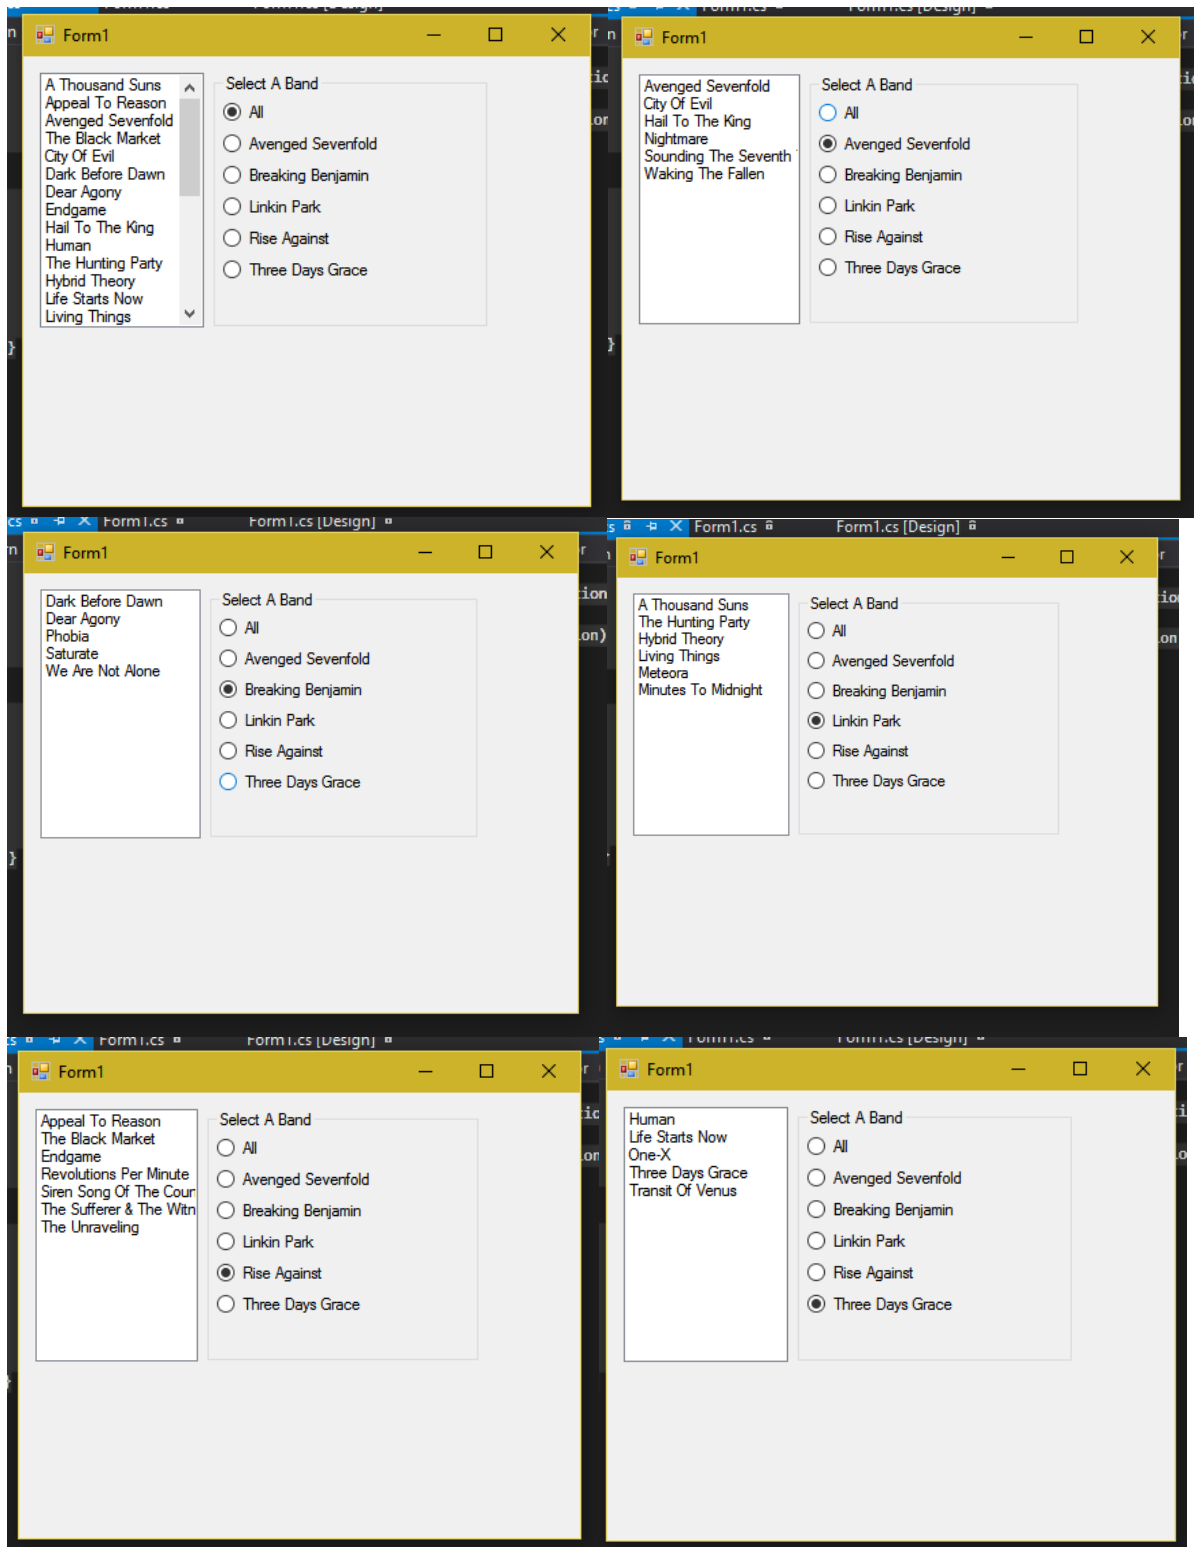 Form1
A Thousand Suns
Appeal To Reason
Avenged Sevenfold
The Black Market
City Of Evil
Dark Before Dawn
Dear Agony
Endgame
Hail To The King
Human
The Hunting Party
Hybrid Theory
Life Starts Now
Living Things
Select A Band
All
Avenged Sevenfold
Breaking Benjamin
Linkin Park
Rise Against
Three Days Grace
}
Form1.cs [Design]
Form1
Avenged Sevenfold
City Of Evil
Hail To The King
Nightmare
Sounding The Seventh
Waking The Fallen
Select A Band
All
Avenged Sevenfold
Breaking Benjamin
Linkin Park
Rise Against
Three Days Grace
}
cs Form1.cs Form1.cs [Design]
Form1
Dark Before Dawn
Dear Agony
Phobia
Saturate
We Are Not Alone
Select A Band
All
Avenged Sevenfold
Breaking Benjamin
Linkin Park
Rise Against
Three Days Grace
}
Form1.cs Form1.cs [Design]
Form1
A Thousand Suns
The Hunting Party
Hybrid Theory
Living Things
Meteora
Minutes To Midnight
Select A Band
All
Avenged Sevenfold
Breaking Benjamin
Linkin Park
Rise Against
Three Days Grace
Form1.cs Form1.cs [Design]
Form1
Appeal To Reason
The Black Market
Endgame
Revolutions Per Minute
Siren Song Of The Coun
The Sufferer & The Witn
The Unraveling
Select A Band
All
Avenged Sevenfold
Breaking Benjamin
Linkin Park
Rise Against
Three Days Grace
Form1.cs Form1.cs [Design]
Form1
Human
Life Starts Now
One-X
Three Days Grace
Transit Of Venus
Select A Band
All
Avenged Sevenfold
Breaking Benjamin
Linkin Park
Rise Against
Three Days Grace